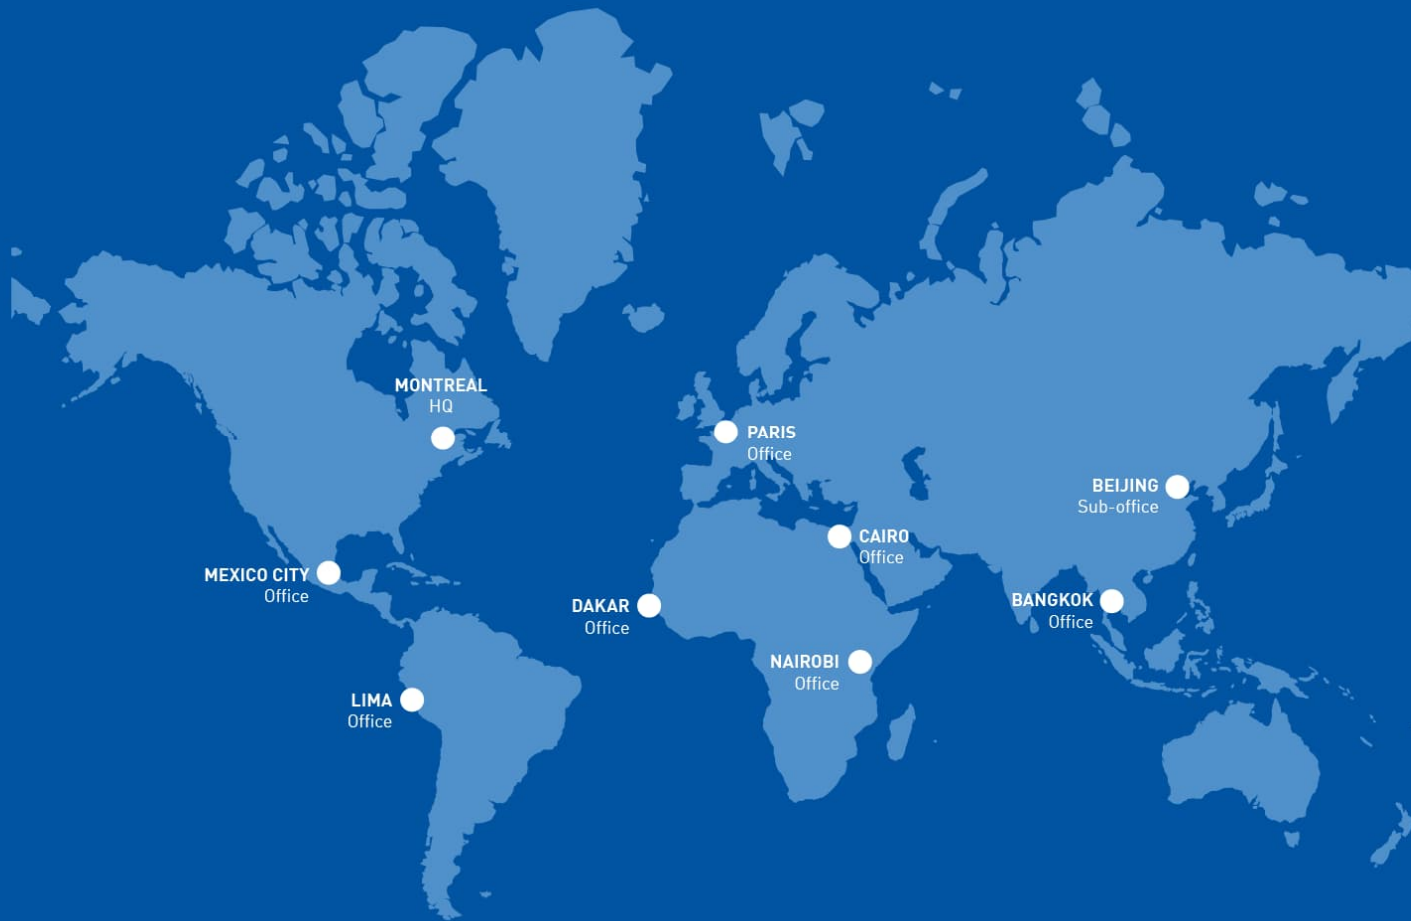 MONTREAL
HQ
PARIS
Office
BEIJING
Sub-office
CAIRO
Office
MEXICO CITY
Office
DAKAR
Office
BANGKOK
Office
NAIROBI
Office
LIMA
Office